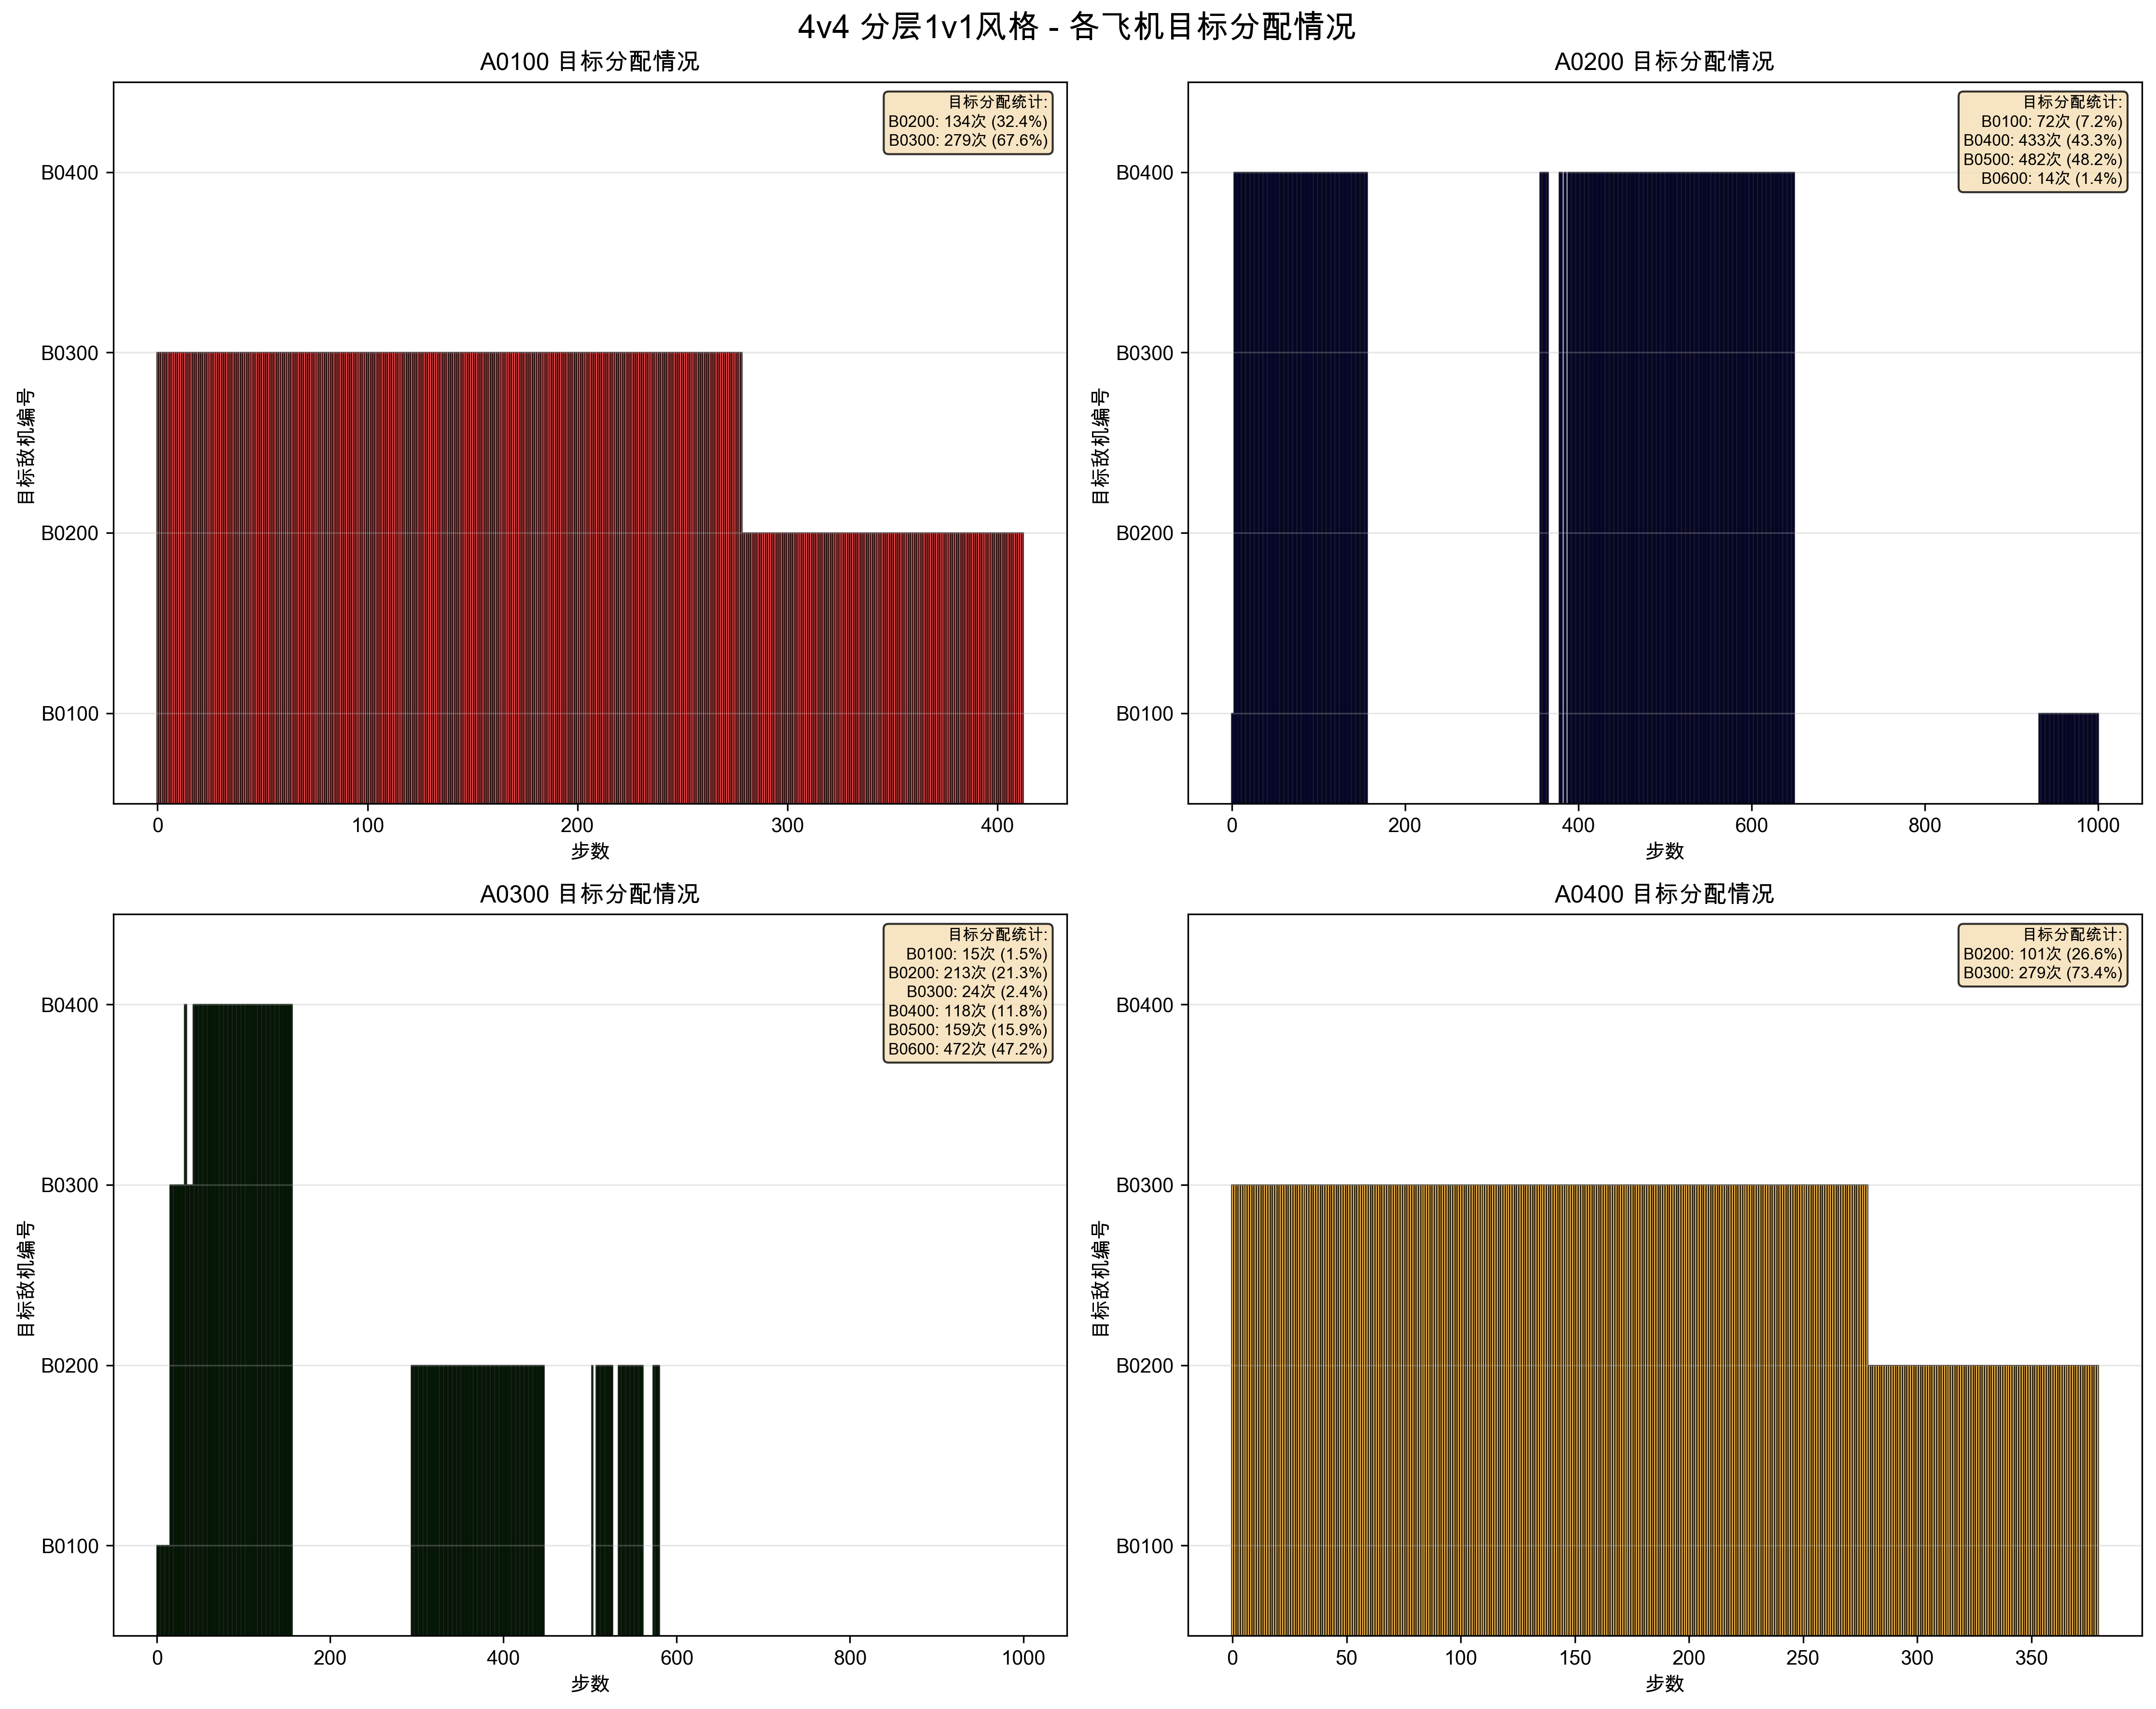 4v4 分层1v1风格 - 各飞机目标分配情况
A0100 目标分配情况
目标分配统计:
B0200: 134次 (32.4%)
B0300: 279次 (67.6%)
B0400
B0300
B0200
B0100
目标敌机编号
0 100 200 300 400
步数
A0200 目标分配情况
目标分配统计:
B0100: 72次 (7.2%)
B0400: 433次 (43.3%)
B0500: 482次 (48.2%)
B0600: 14次 (1.4%)
B0400
B0300
B0200
B0100
目标敌机编号
0 200 400 600 800 1000
步数
A0300 目标分配情况
目标分配统计:
B0100: 15次 (1.5%)
B0200: 213次 (21.3%)
B0300: 24次 (2.4%)
B0400: 118次 (11.8%)
B0500: 159次 (15.9%)
B0600: 472次 (47.2%)
B0400
B0300
B0200
B0100
目标敌机编号
0 200 400 600 800 1000
步数
A0400 目标分配情况
目标分配统计:
B0200: 101次 (26.6%)
B0300: 279次 (73.4%)
B0400
B0300
B0200
B0100
目标敌机编号
0 50 100 150 200 250 300 350
步数